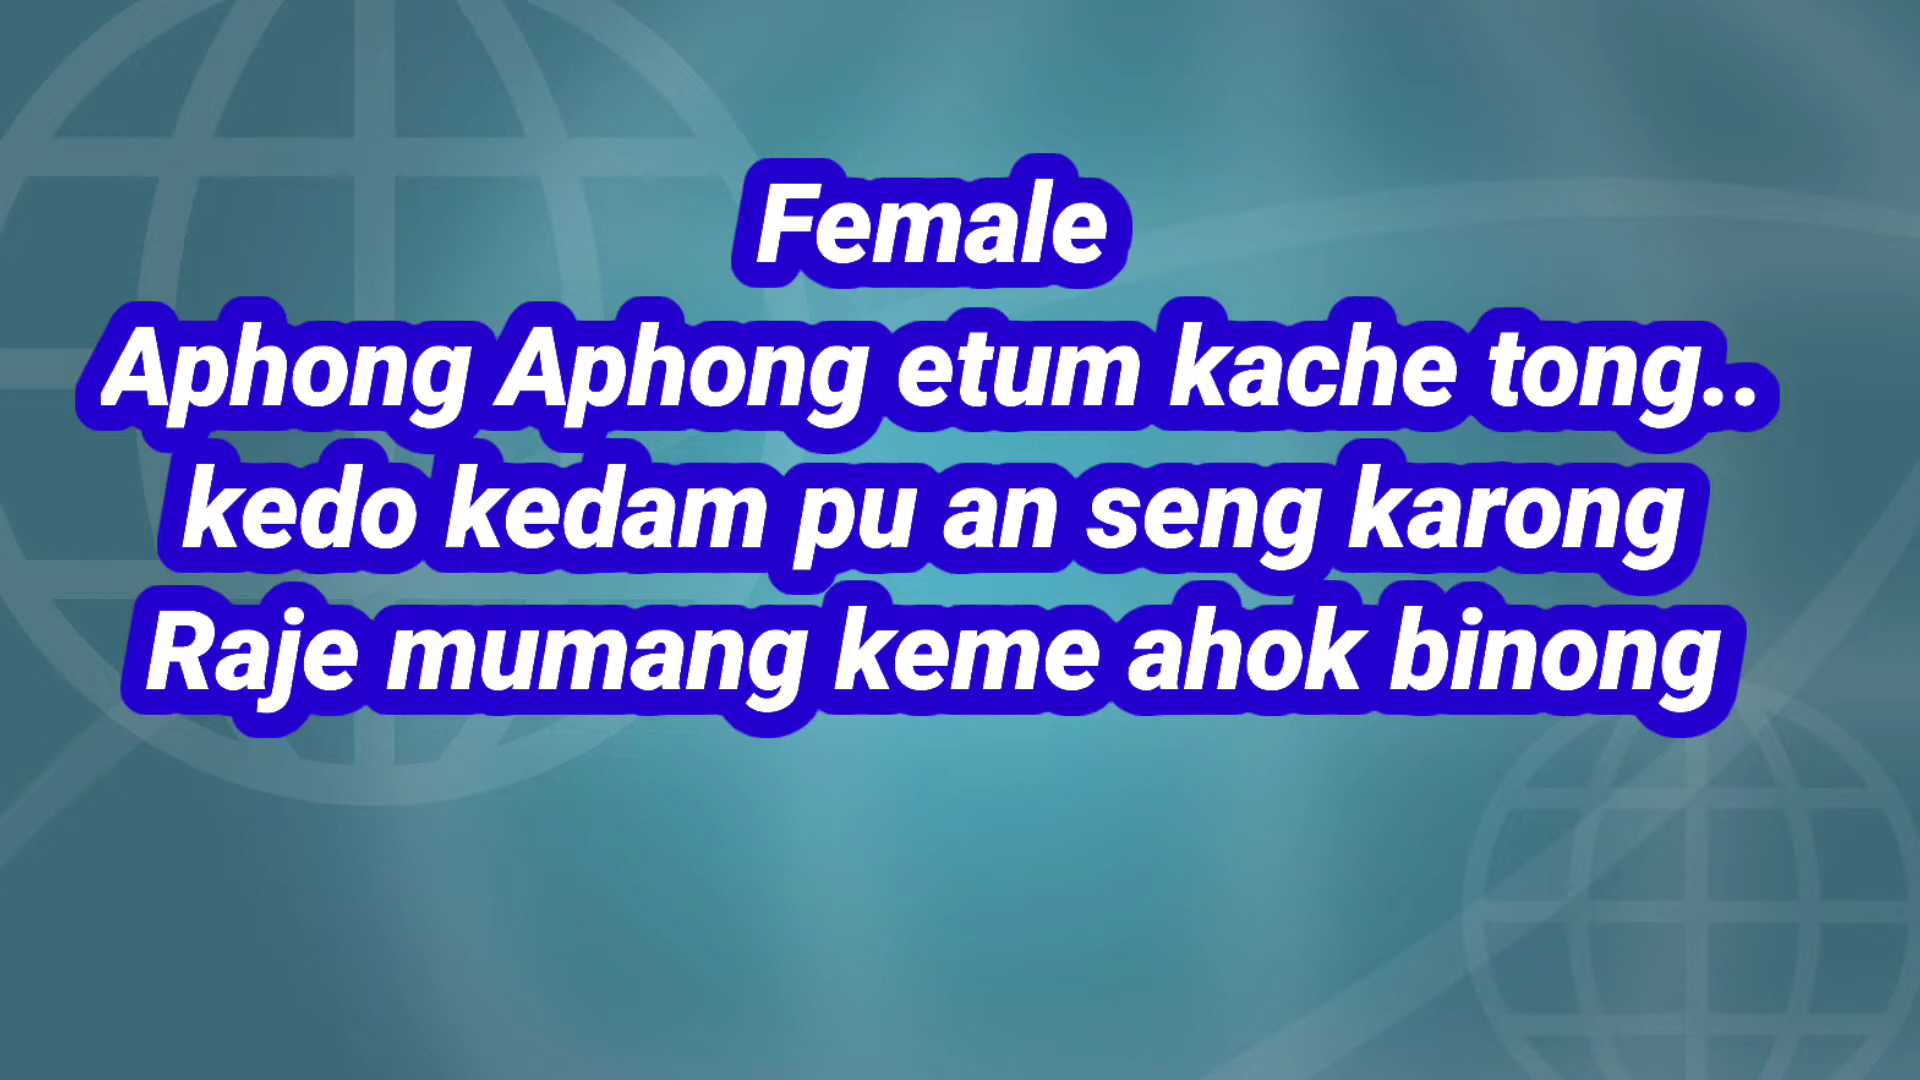 Female
Aphong Aphong etum kache tong..
kedo kedam pu an seng karong
Raje mumang keme ahok binong